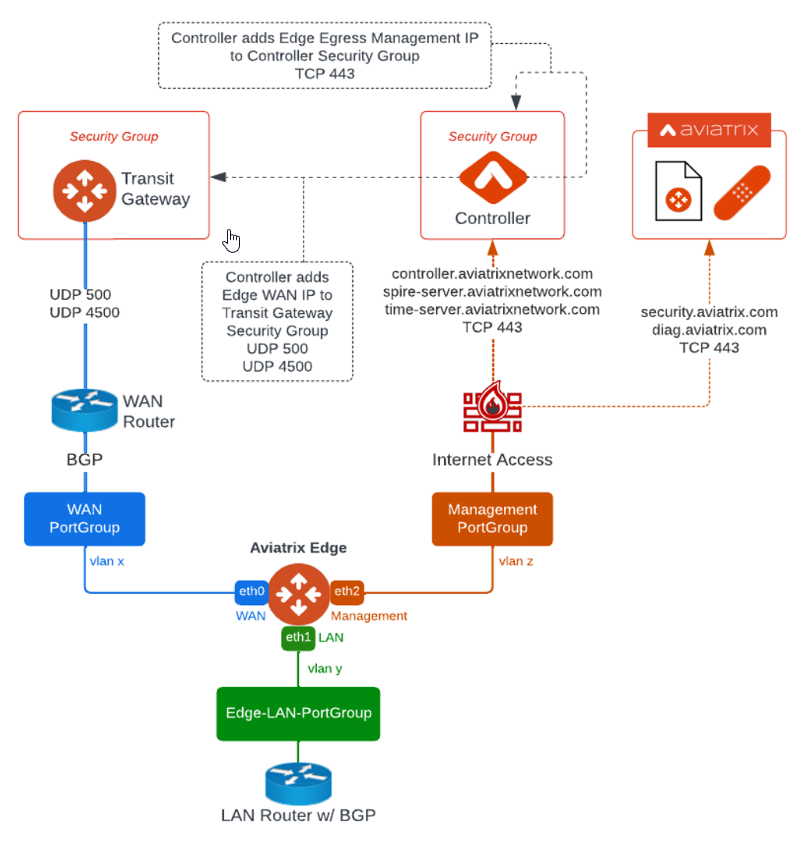 Controller adds Edge Egress Management IP
to Controller Security Group
TCP 443
Security Group
Transit
Gateway
Security Group
Controller
aviatrix
Controller adds
Edge WAN IP to
Transit Gateway
Security Group
UDP 500
UDP 4500
UDP 500
UDP 4500
controller.aviatrixnetwork.com
spire-server.aviatrixnetwork.com
time-server.aviatrixnetwork.com
TCP 443
security.aviatrix.com
diag.aviatrix.com
TCP 443
WAN
Router
BGP
Internet Access
WAN
PortGroup
Management
PortGroup
vlan x
vlan z
Aviatrix Edge
eth0
eth2
WAN
Management
eth1
LAN
vlan y
Edge-LAN-PortGroup
LAN Router w/ BGP